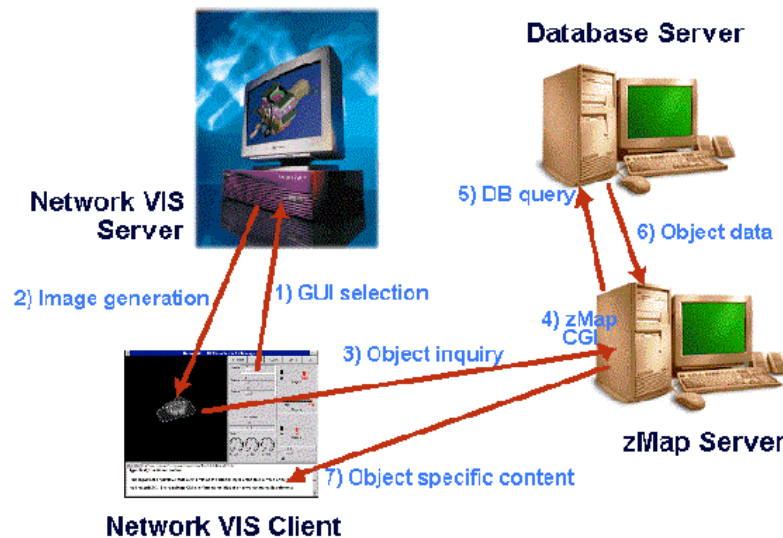 Database Server
Network VIS
Server
5) DB query
6) Object data
2) Image generation
1) GUI selection
4) zMap
CGI
3) Object inquiry
zMap Server
7) Object specific content
Network VIS Client